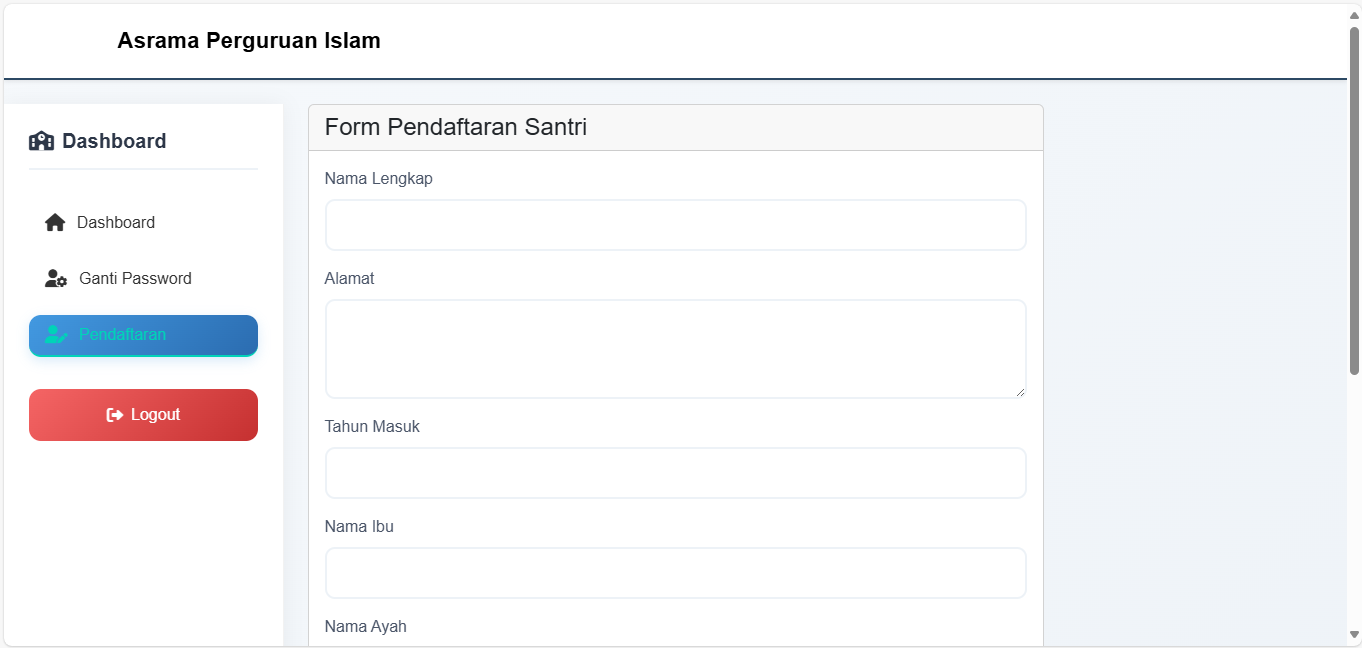 Asrama Perguruan Islam
Dashboard
Dashboard
Ganti Password
Pendaftaran
Logout
Form Pendaftaran Santri
Nama Lengkap
Alamat
Tahun Masuk
Nama Ibu
Nama Ayah